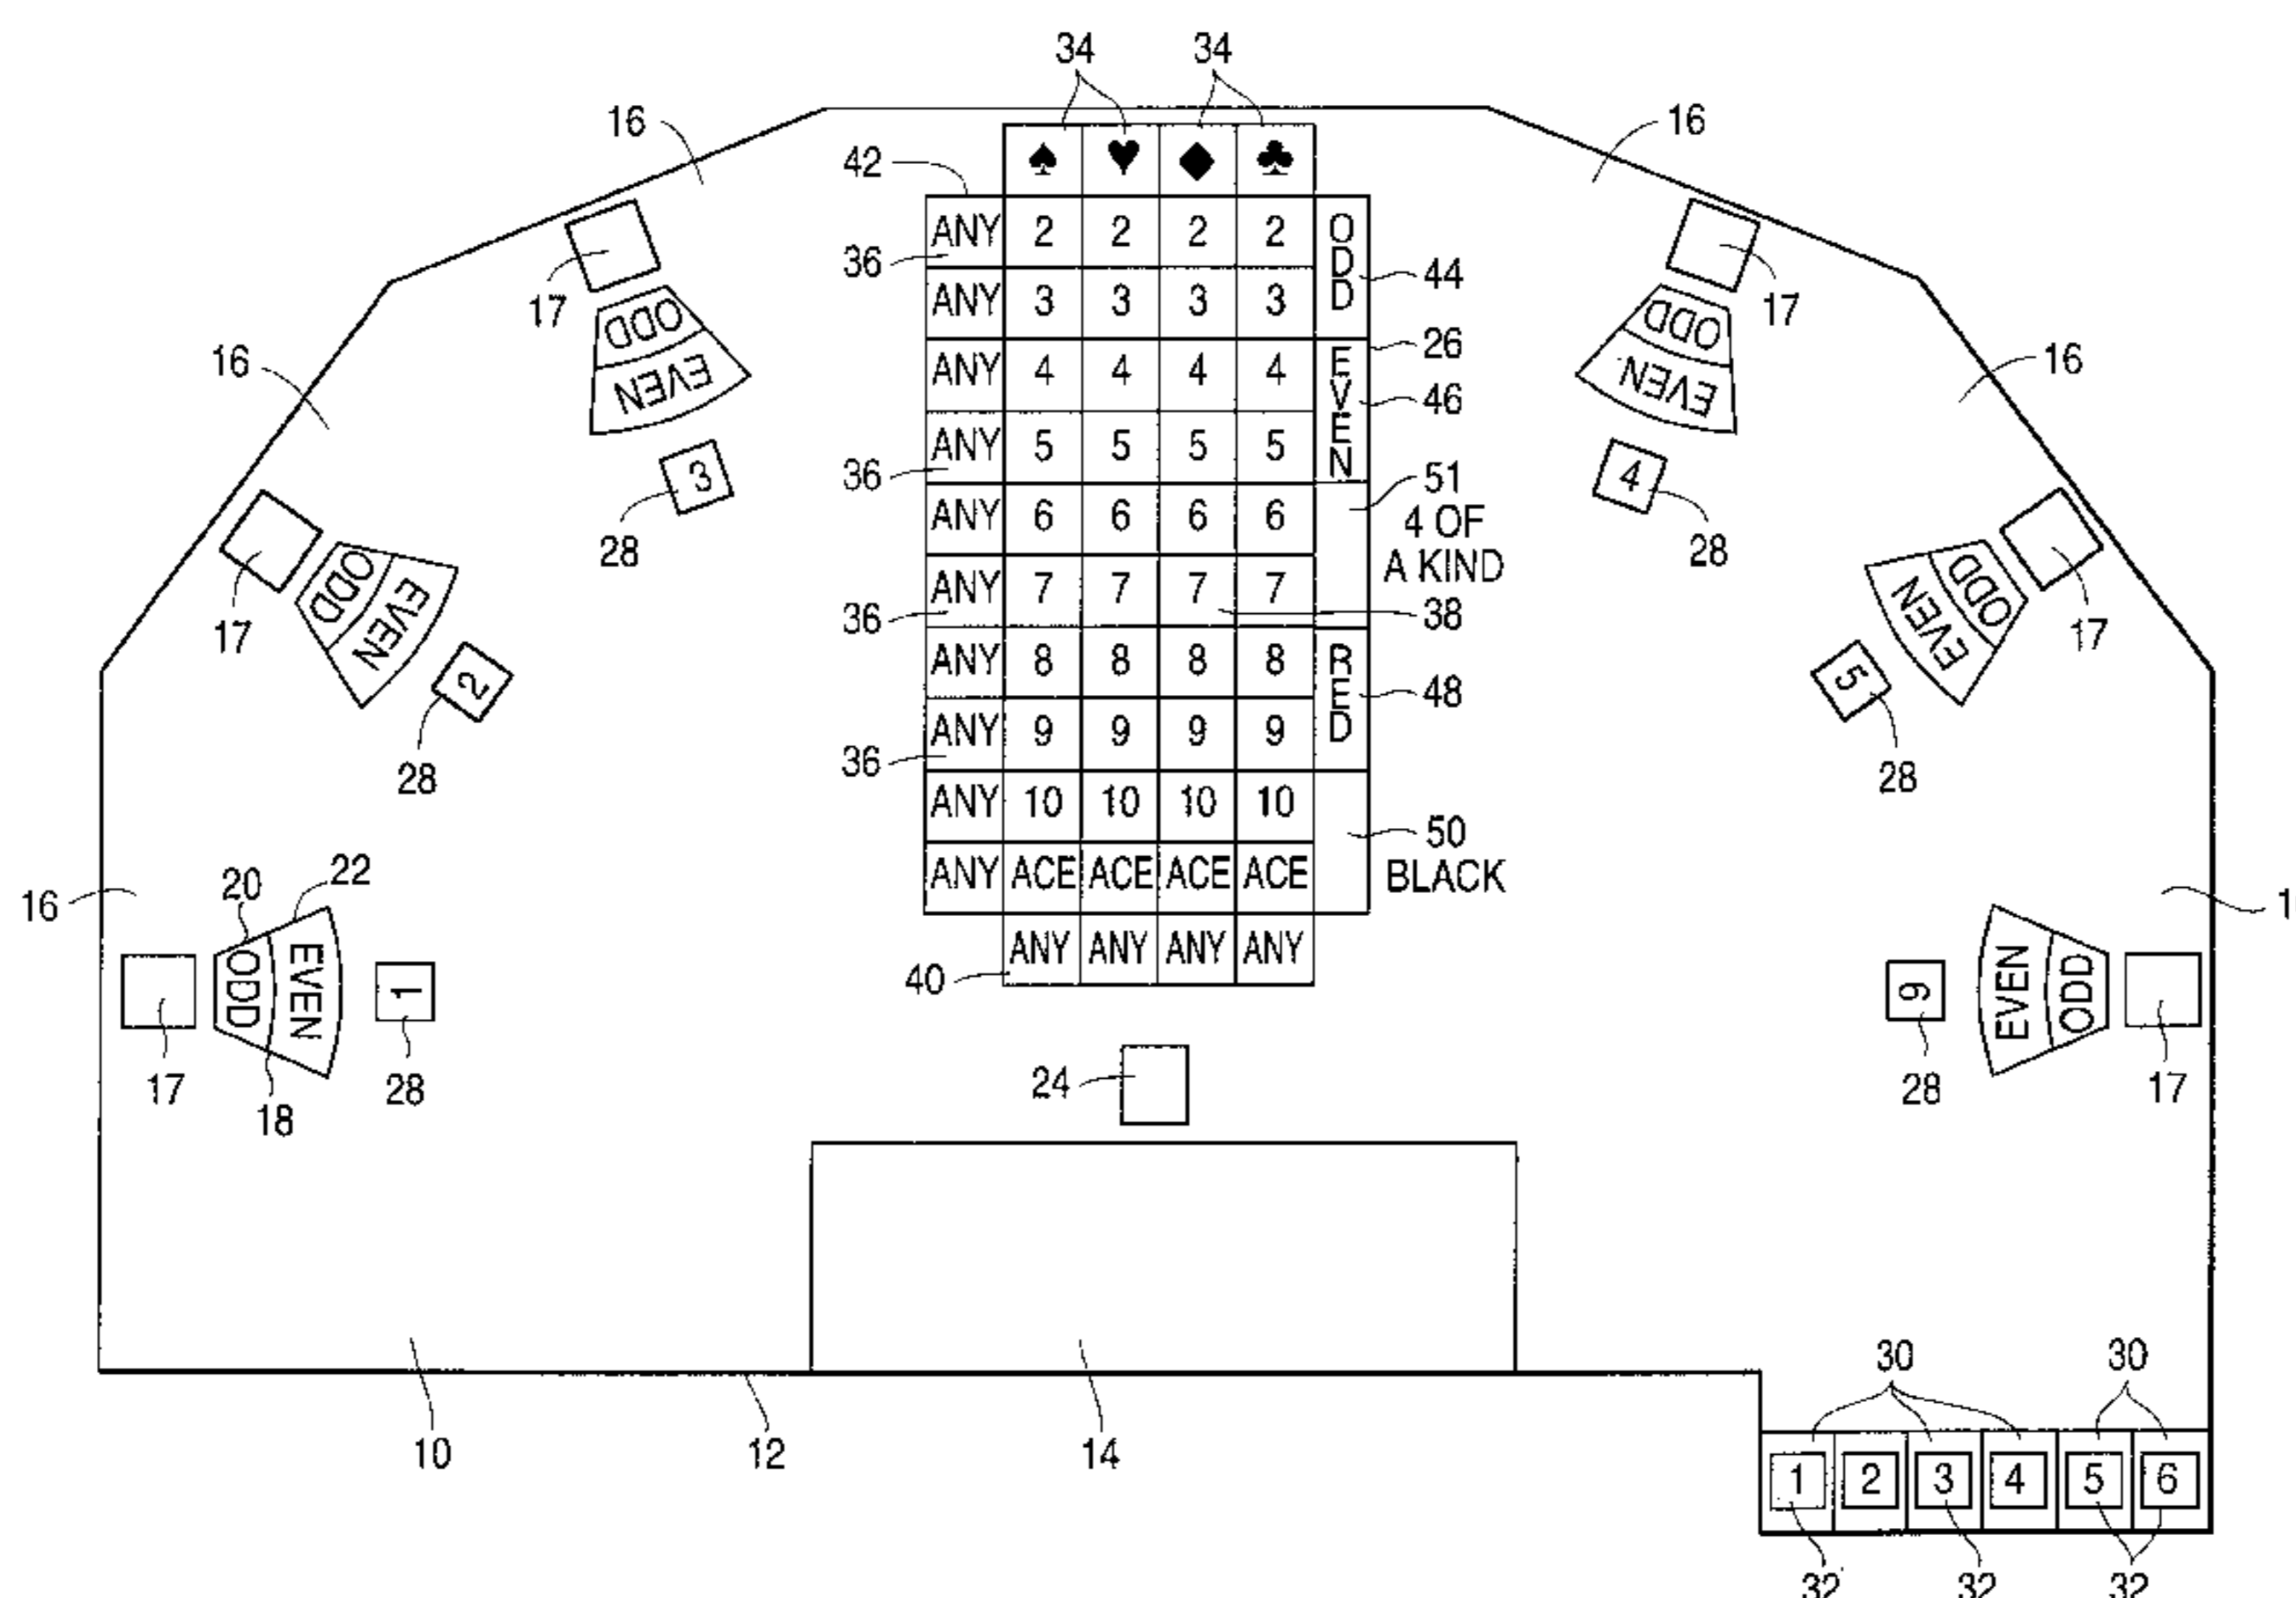 34 34
16 16
42 ♠ ♥ ♦ ♣
ANY 2 2 2 2 ODD
36 44
17 ODD EVEN ANY 3 3 3 3 ODD EVEN 17
26
16 ANY 4 4 4 4 EVEN 46 16
3 36 ANY 5 5 5 5 51 4
28 ANY 6 6 6 6 4 OF 28
17 ODD EVEN A KIND EVEN ODD 17
36 ANY 7 7 7 7 38
2 ANY 8 8 8 8 RED 48 5
28 36 ANY 9 9 9 9 28
ANY 10 10 10 10 50
20 22 ANY ACE ACE ACE ACE BLACK
16 1
ODD EVEN 1 40 ANY ANY ANY ANY 6 EVEN ODD
17 18 28 24 28 17
30 30
10 12 14
1 2 3 4 5 6
32 32 32